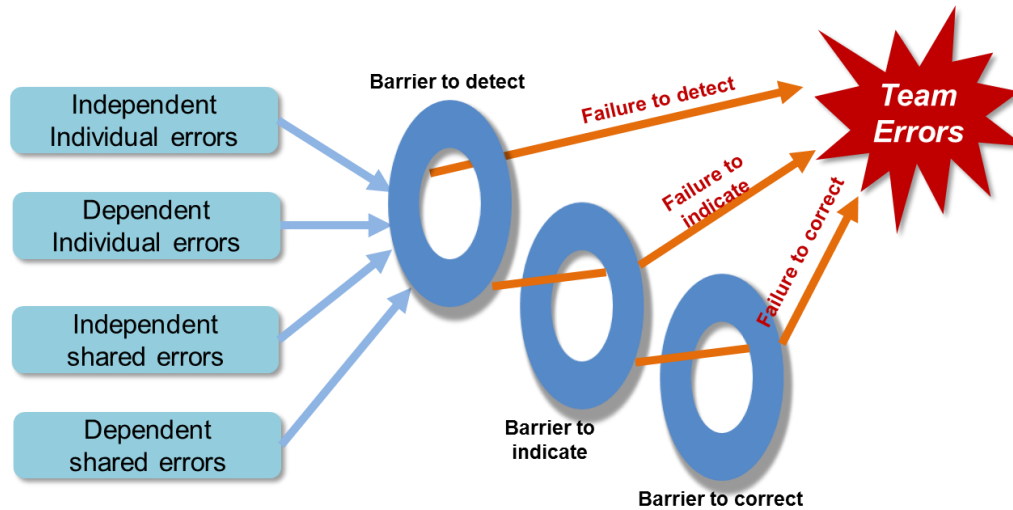 Independent
Individual errors
Dependent
Individual errors
Independent
shared errors
Dependent
shared errors
Barrier to detect
Failure to detect
Failure to
indicate
Failure to correct
Barrier to
indicate
Barrier to correct
Team
Errors